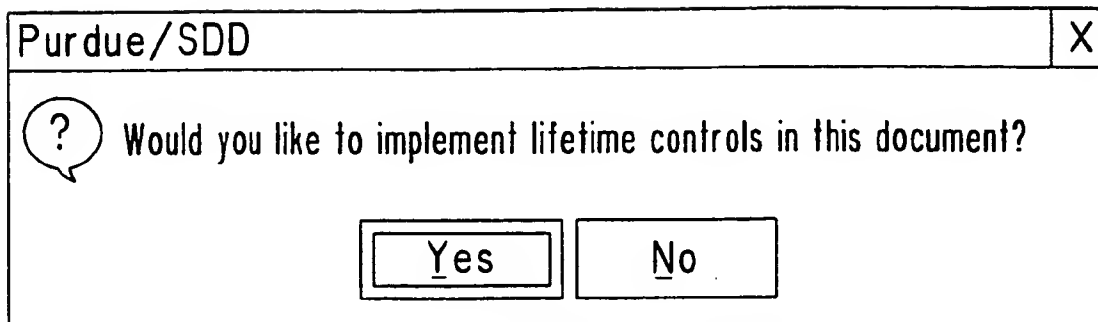 Purdue/SDD X
? Would you like to implement lifetime controls in this document?
Yes No